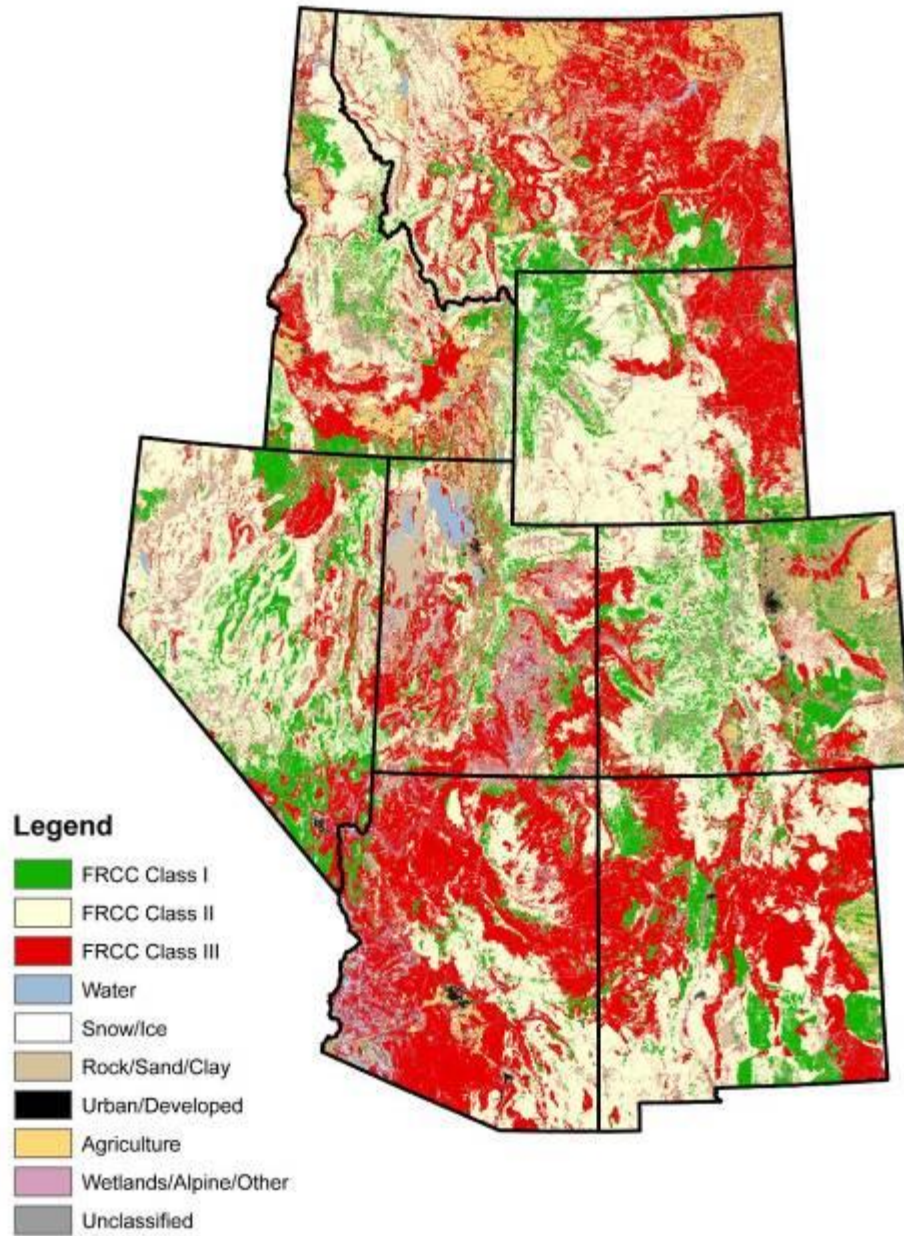 Legend
FRCC Class I
FRCC Class II
FRCC Class III
Water
Snow/Ice
Rock/Sand/Clay
Urban/Developed
Agriculture
Wetlands/Alpine/Other
Unclassified